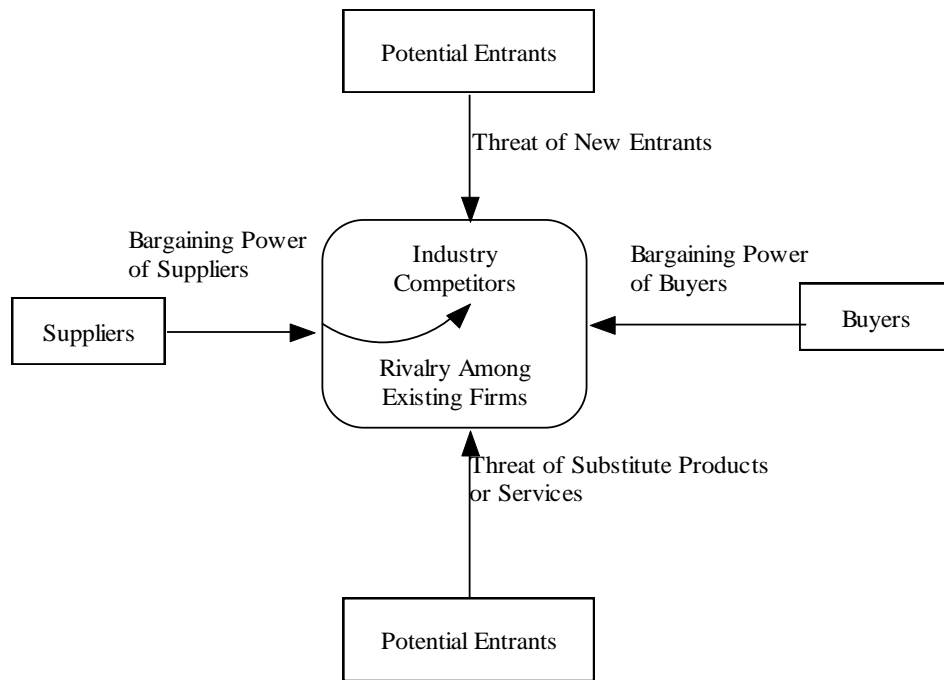 Potential Entrants
Threat of New Entrants
Bargaining Power
of Suppliers
Industry
Competitors
Bargaining Power
of Buyers
Suppliers
Buyers
Rivalry Among
Existing Firms
Threat of Substitute Products
or Services
Potential Entrants